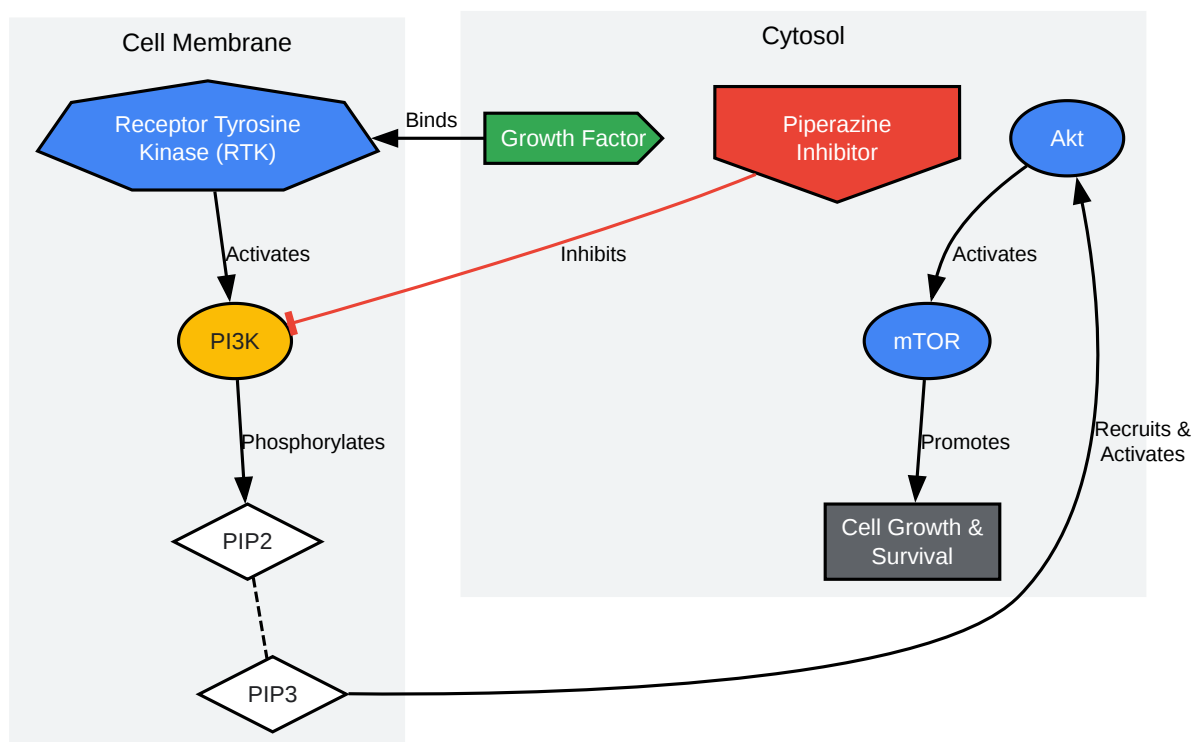 Cell Membrane
Cytosol
Receptor Tyrosine
Kinase (RTK)
Binds
Growth Factor
Piperazine
Inhibitor
Akt
Activates
Inhibits
Activates
PI3K
mTOR
Phosphorylates
Promotes
Recruits &
Activates
PIP2
Cell Growth &
Survival
PIP3